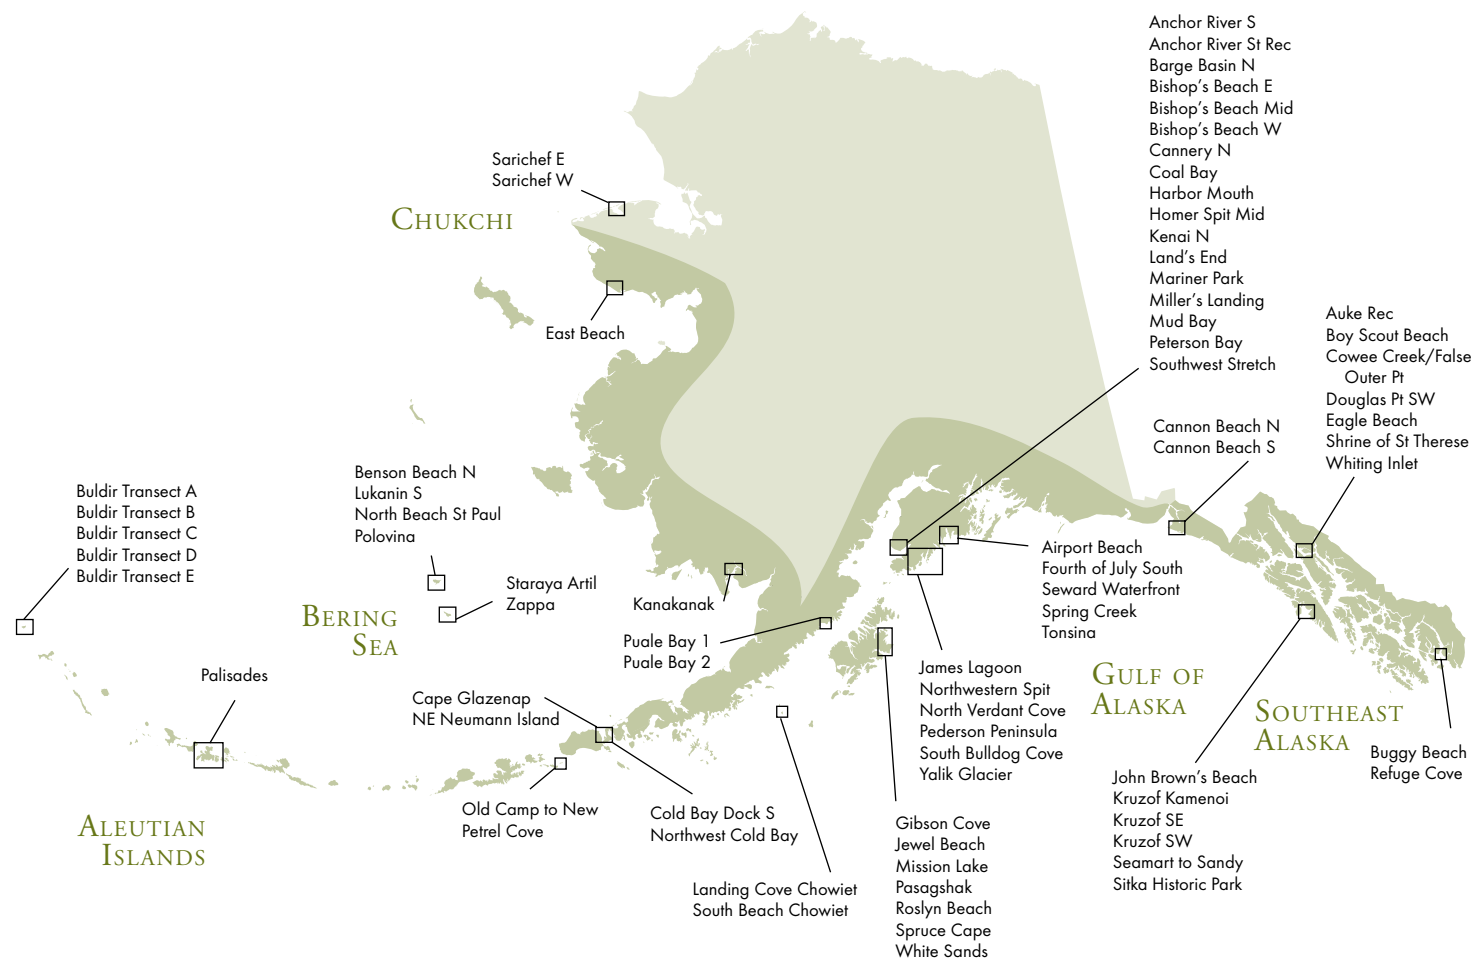 Anchor River S
Anchor River St Rec
Barge Basin N
Bishop's Beach E
Bishop's Beach Mid
Bishop's Beach W
Cannery N
Coal Bay
Harbor Mouth
Homer Spit Mid
Kenai N
Land's End
Mariner Park
Miller's Landing
Mud Bay
Peterson Bay
Southwest Stretch
Sarichef E
Sarichef W
CHUKCHI
East Beach
Auke Rec
Boy Scout Beach
Cowee Creek/False
Outer Pt
Douglas Pt SW
Eagle Beach
Shrine of St Therese
Whiting Inlet
Cannon Beach N
Cannon Beach S
Benson Beach N
Lukanin S
North Beach St Paul
Polovina
Buldir Transect A
Buldir Transect B
Buldir Transect C
Buldir Transect D
Buldir Transect E
Staraya Artil
Zappa
BERING
SEA
Kanakanak
Puale Bay 1
Puale Bay 2
Airport Beach
Fourth of July South
Seward Waterfront
Spring Creek
Tonsina
James Lagoon
Northwestern Spit
North Verdant Cove
Pederson Peninsula
South Bulldog Cove
Yalik Glacier
GULF OF
ALASKA
SOUTHEAST
ALASKA
Palisades
Cape Glazenap
NE Neumann Island
Buggy Beach
Refuge Cove
John Brown's Beach
Kruzof Kamenoi
Kruzof SE
Kruzof SW
Seamart to Sandy
Sitka Historic Park
Old Camp to New
Petrel Cove
Cold Bay Dock S
Northwest Cold Bay
ALEUTIAN
ISLANDS
Gibson Cove
Jewel Beach
Mission Lake
Pasagshak
Roslyn Beach
Spruce Cape
White Sands
Landing Cove Chowiet
South Beach Chowiet